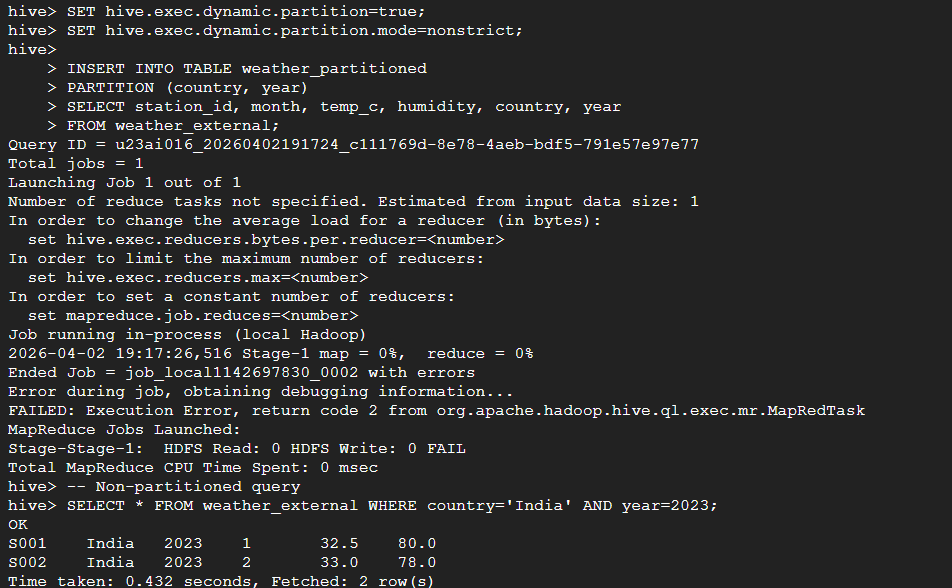 hive> SET hive.exec.dynamic.partition=true;
hive> SET hive.exec.dynamic.partition.mode=nonstrict;
hive>
    > INSERT INTO TABLE weather_partitioned
    > PARTITION (country, year)
    > SELECT station_id, month, temp_c, humidity, country, year
    > FROM weather_external;
Query ID = u23ai016_20260402191724_c111769d-8e78-4aeb-bdf5-791e57e97e77
Total jobs = 1
Launching Job 1 out of 1
Number of reduce tasks not specified. Estimated from input data size: 1
In order to change the average load for a reducer (in bytes):
  set hive.exec.reducers.bytes.per.reducer=<number>
In order to limit the maximum number of reducers:
  set hive.exec.reducers.max=<number>
In order to set a constant number of reducers:
  set mapreduce.job.reduces=<number>
Job running in-process (local Hadoop)
2026-04-02 19:17:26,516 Stage-1 map = 0%,  reduce = 0%
Ended Job = job_local1142697830_0002 with errors
Error during job, obtaining debugging information...
FAILED: Execution Error, return code 2 from org.apache.hadoop.hive.ql.exec.mr.MapRedTask
MapReduce Jobs Launched:
Stage-Stage-1:  HDFS Read: 0 HDFS Write: 0 FAIL
Total MapReduce CPU Time Spent: 0 msec
hive> -- Non-partitioned query
hive> SELECT * FROM weather_external WHERE country='India' AND year=2023;
OK
S001    India   2023    1       32.5    80.0
S002    India   2023    2       33.0    78.0
Time taken: 0.432 seconds, Fetched: 2 row(s)